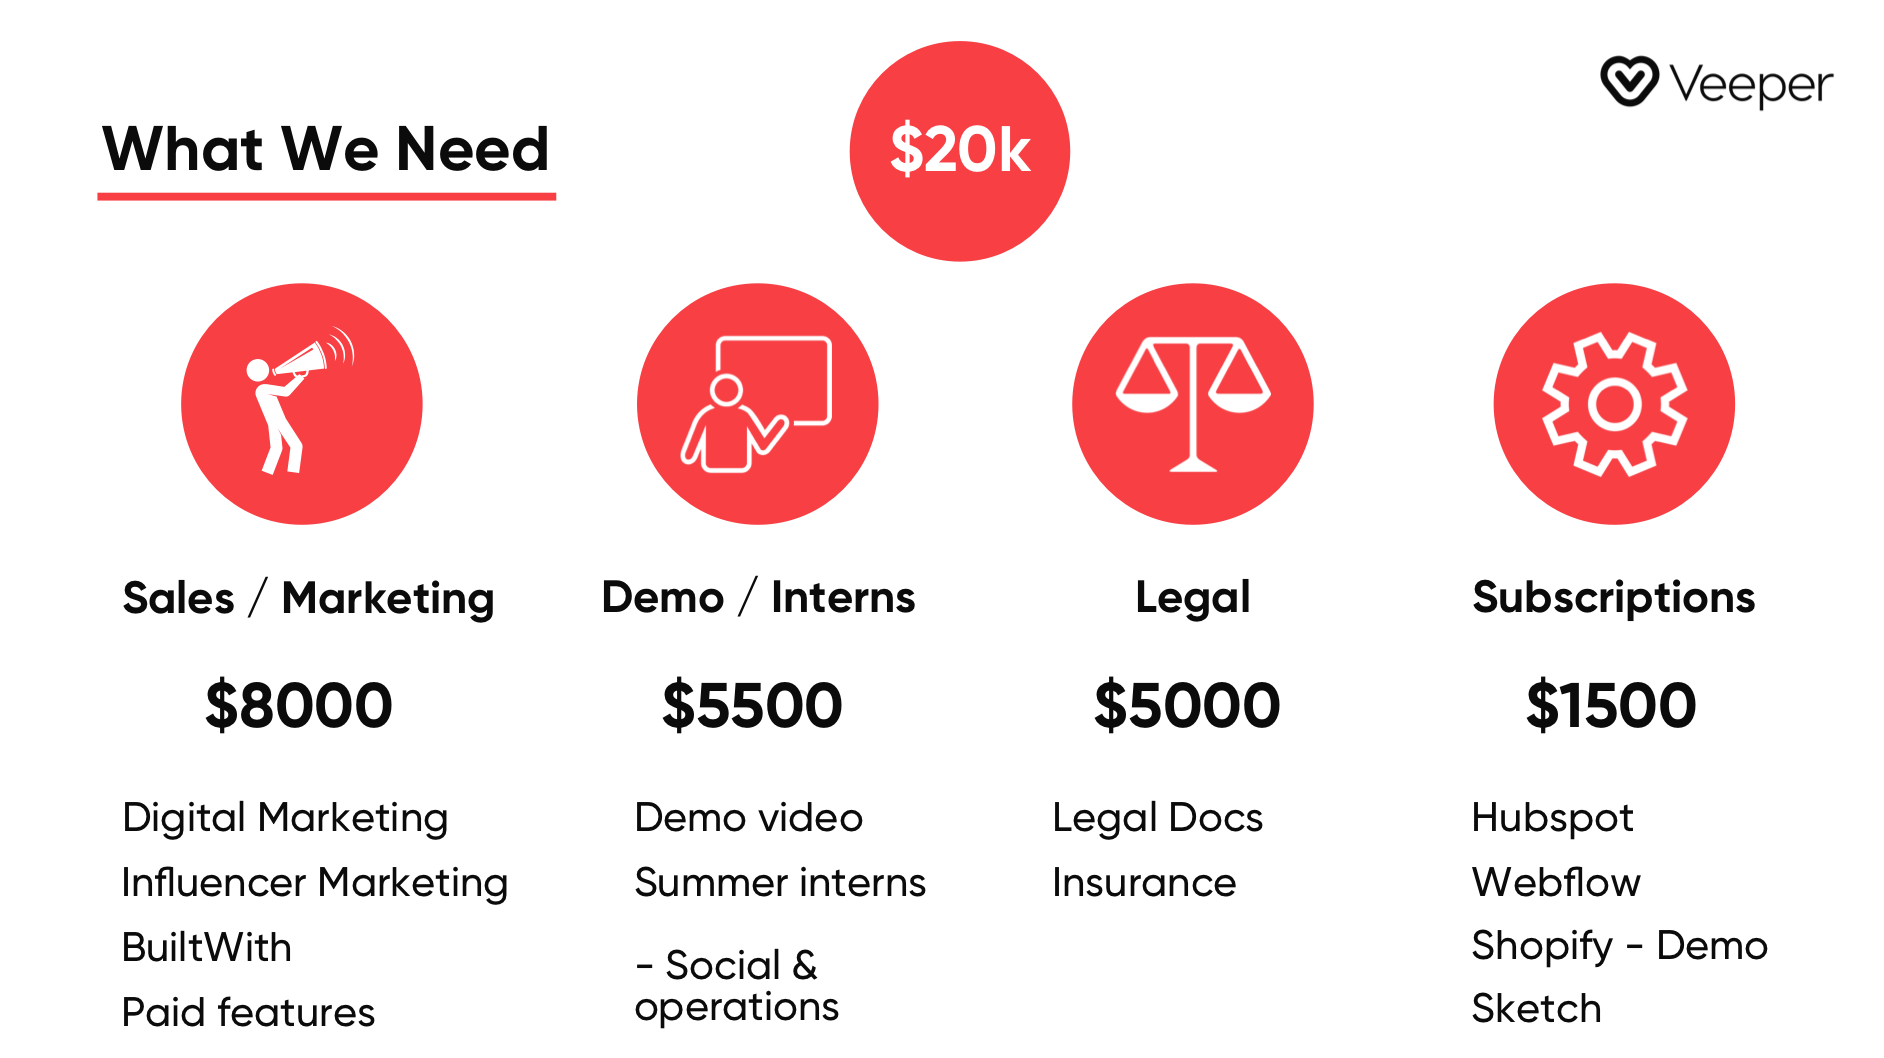 What We Need
$20k
Veeper
Sales / Marketing
$8000
Digital Marketing
Influencer Marketing
BuiltWith
Paid features
Demo / Interns
$5500
Demo video
Summer interns
- Social &
operations
Legal
$5000
Legal Docs
Insurance
Subscriptions
$1500
Hubspot
Webflow
Shopify - Demo
Sketch